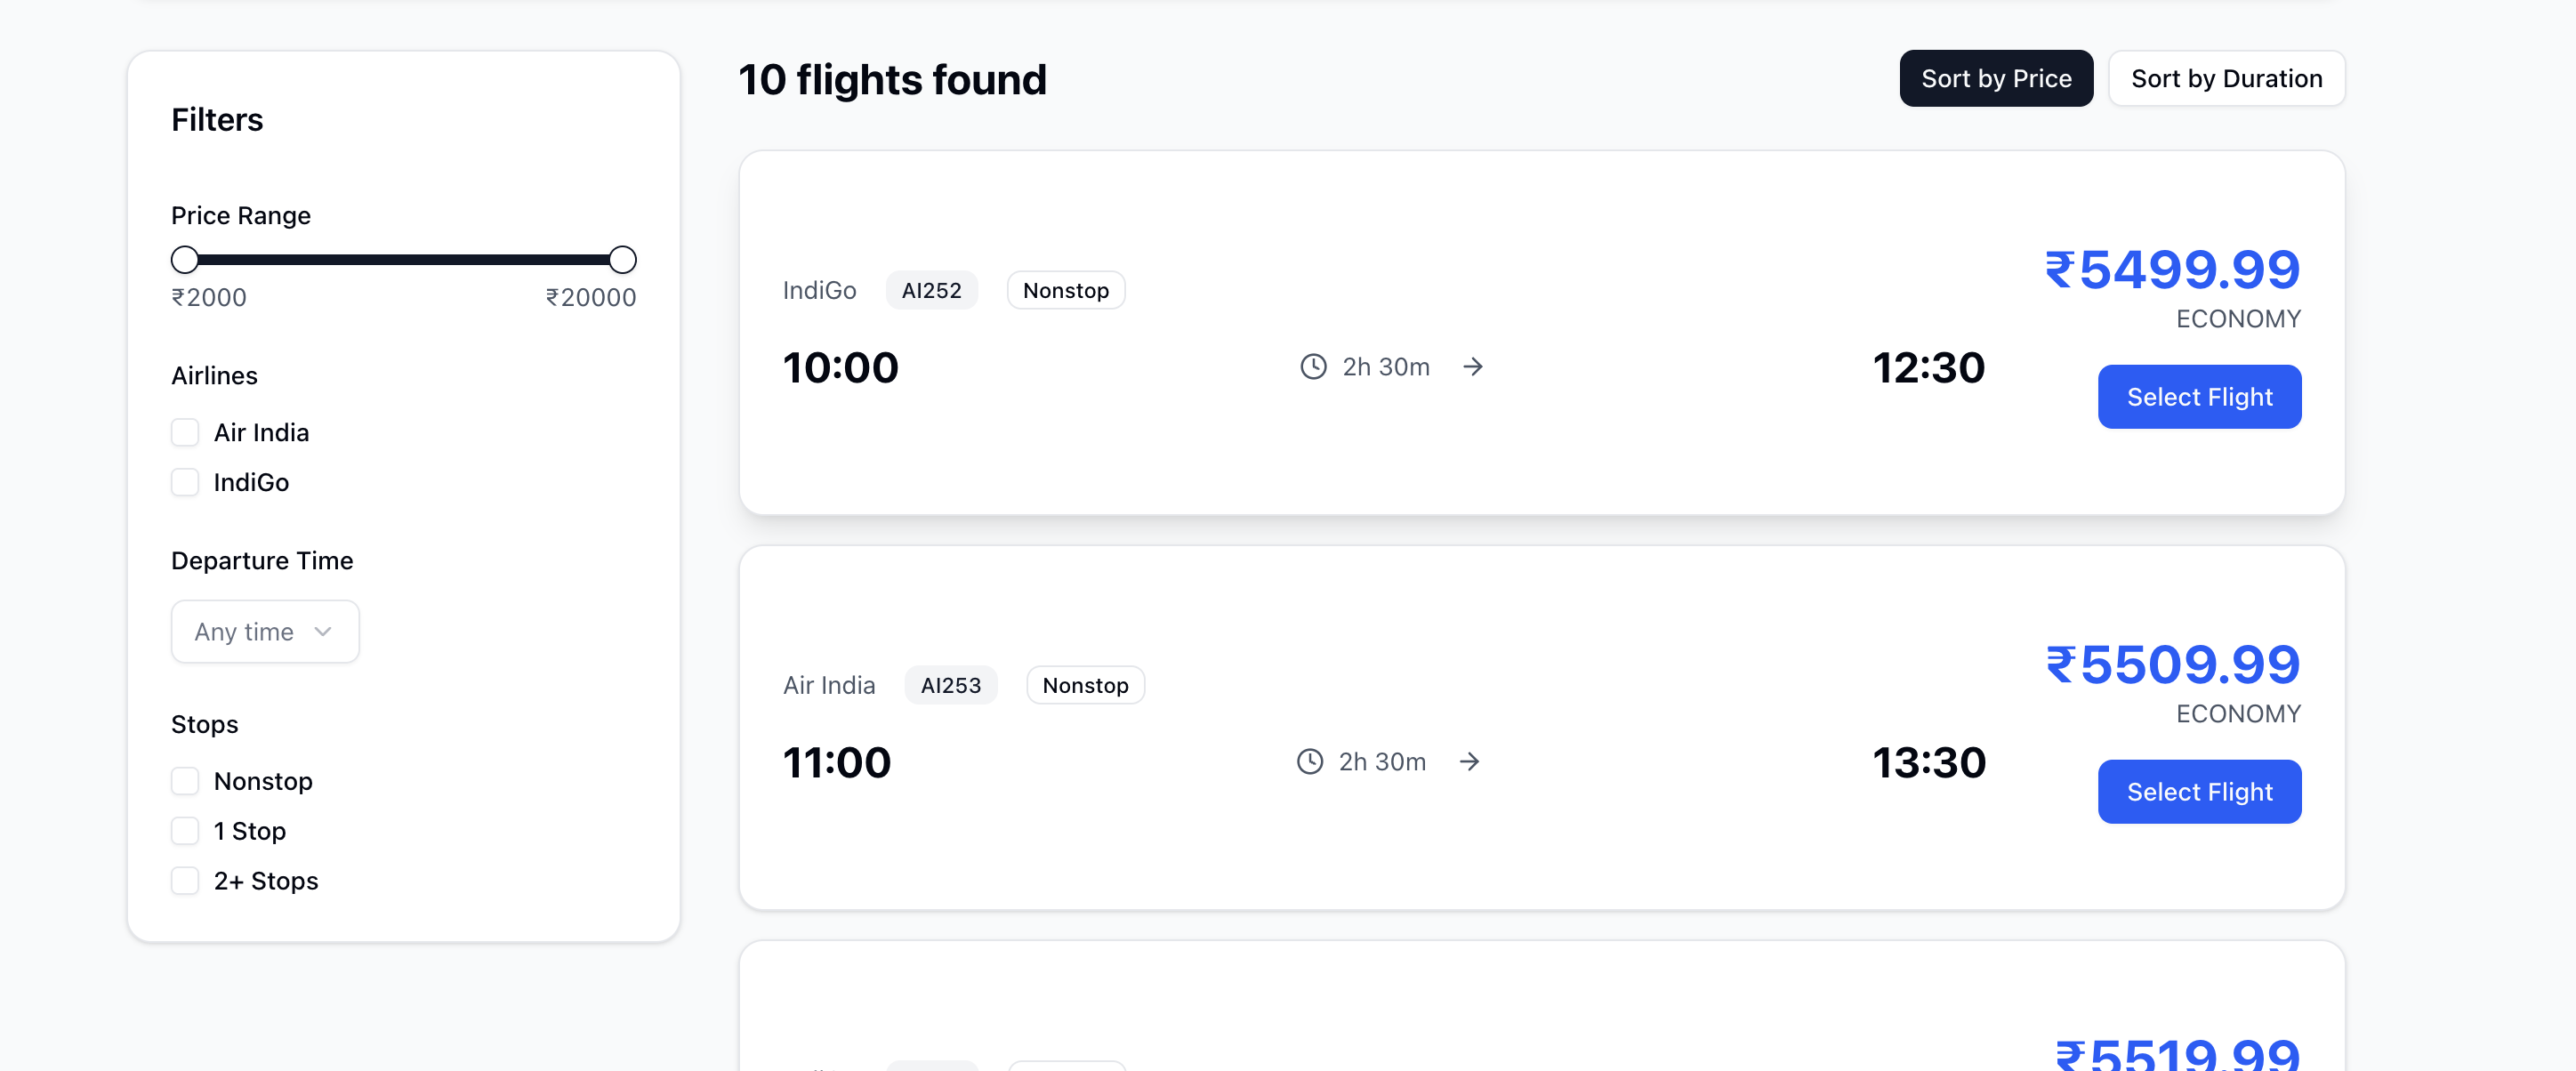 Filters
Price Range
₹2000 ₹20000
Airlines
Air India
IndiGo
Departure Time
Any time
Stops
Nonstop
1 Stop
2+ Stops
10 flights found
Sort by Price Sort by Duration
IndiGo AI252 Nonstop
10:00 2h 30m 12:30
₹5499.99
ECONOMY
Select Flight
Air India AI253 Nonstop
11:00 2h 30m 13:30
₹5509.99
ECONOMY
Select Flight
₹5519.99